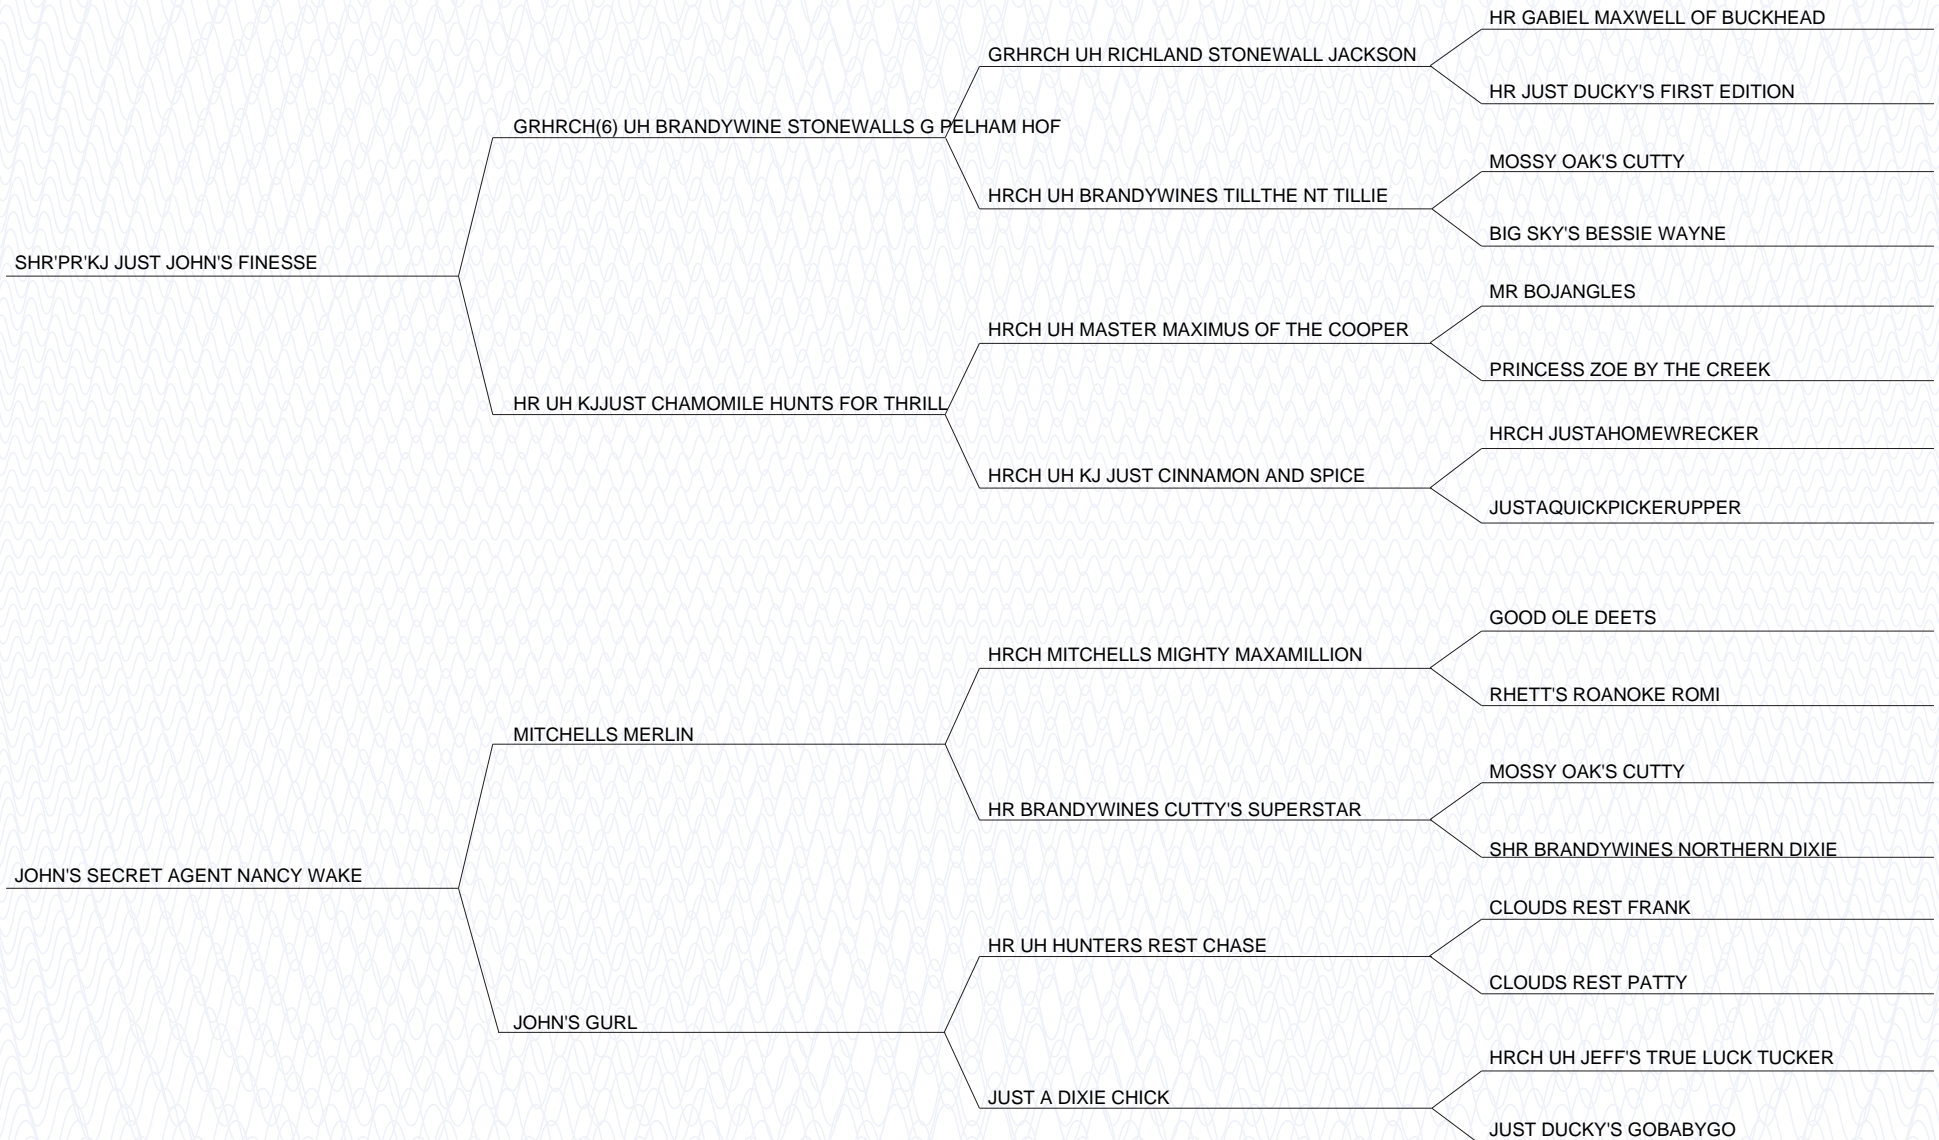 HR GABIEL MAXWELL OF BUCKHEAD
GRHRCH UH RICHLAND STONEWALL JACKSON
HR JUST DUCKY'S FIRST EDITION
GRHRCH(6) UH BRANDYWINE STONEWALLS G PELHAM HOF
MOSSY OAK'S CUTTY
HRCH UH BRANDYWINES TILLTHE NT TILLIE
BIG SKY'S BESSIE WAYNE
SHR'PR'KJ JUST JOHN'S FINESSE
MR BOJANGLES
HRCH UH MASTER MAXIMUS OF THE COOPER
PRINCESS ZOE BY THE CREEK
HR UH KJJUST CHAMOMILE HUNTS FOR THRILL
HRCH JUSTAHOMEWRECKER
HRCH UH KJ JUST CINNAMON AND SPICE
JUSTAQUICKPICKERUPPER
GOOD OLE DEETS
HRCH MITCHELLS MIGHTY MAXAMILLION
RHETT'S ROANOKE ROMI
MITCHELLS MERLIN
MOSSY OAK'S CUTTY
HR BRANDYWINES CUTTY'S SUPERSTAR
SHR BRANDYWINES NORTHERN DIXIE
JOHN'S SECRET AGENT NANCY WAKE
CLOUDS REST FRANK
HR UH HUNTERS REST CHASE
CLOUDS REST PATTY
JOHN'S GURL
HRCH UH JEFF'S TRUE LUCK TUCKER
JUST A DIXIE CHICK
JUST DUCKY'S GOBABYGO